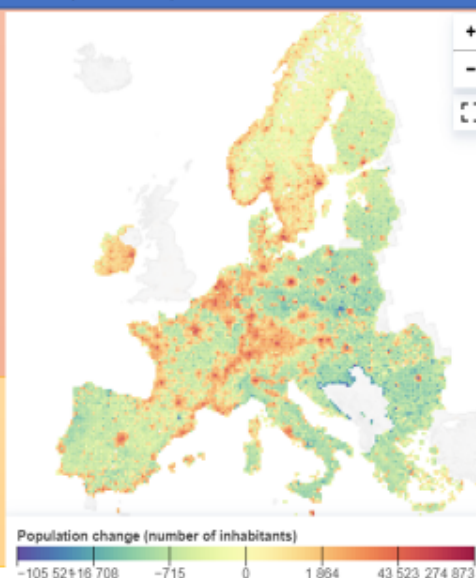 +
−
Population change (number of inhabitants)
−105 521 −16 708 −715 0 1 864 43 523 274 873